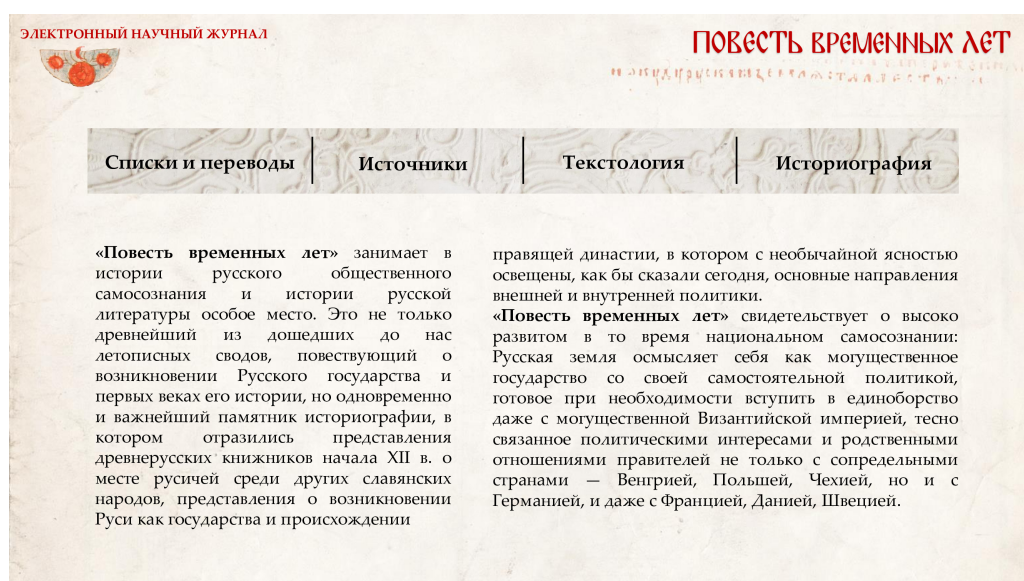 ЭЛЕКТРОННЫЙ НАУЧНЫЙ ЖУРНАЛ
ПОВЕСТЬ ВРЕМЕННЫХ ЛЕТ
Списки и переводы
Источники
Текстология
Историография
«Повесть временных лет» занимает в
истории русского общественного
самосознания и истории русской
литературы особое место. Это не только
древнейший из дошедших до нас
летописных сводов, повествующий о
возникновении Русского государства и
первых веках его истории, но одновременно
и важнейший памятник историографии, в
котором отразились представления
древнерусских книжников начала XII в. о
месте русичей среди других славянских
народов, представления о возникновении
Руси как государства и происхождении
правящей династии, в котором с необычайной ясностью
освещены, как бы сказали сегодня, основные направления
внешней и внутренней политики.
«Повесть временных лет» свидетельствует о высоко
развитом в то время национальном самосознании:
Русская земля осмысляет себя как могущественное
государство со своей самостоятельной политикой,
готовое при необходимости вступить в единоборство
даже с могущественной Византийской империей, тесно
связанное политическими интересами и родственными
отношениями правителей не только с сопредельными
странами — Венгрией, Польшей, Чехией, но и с
Германией, и даже с Францией, Данией, Швецией.